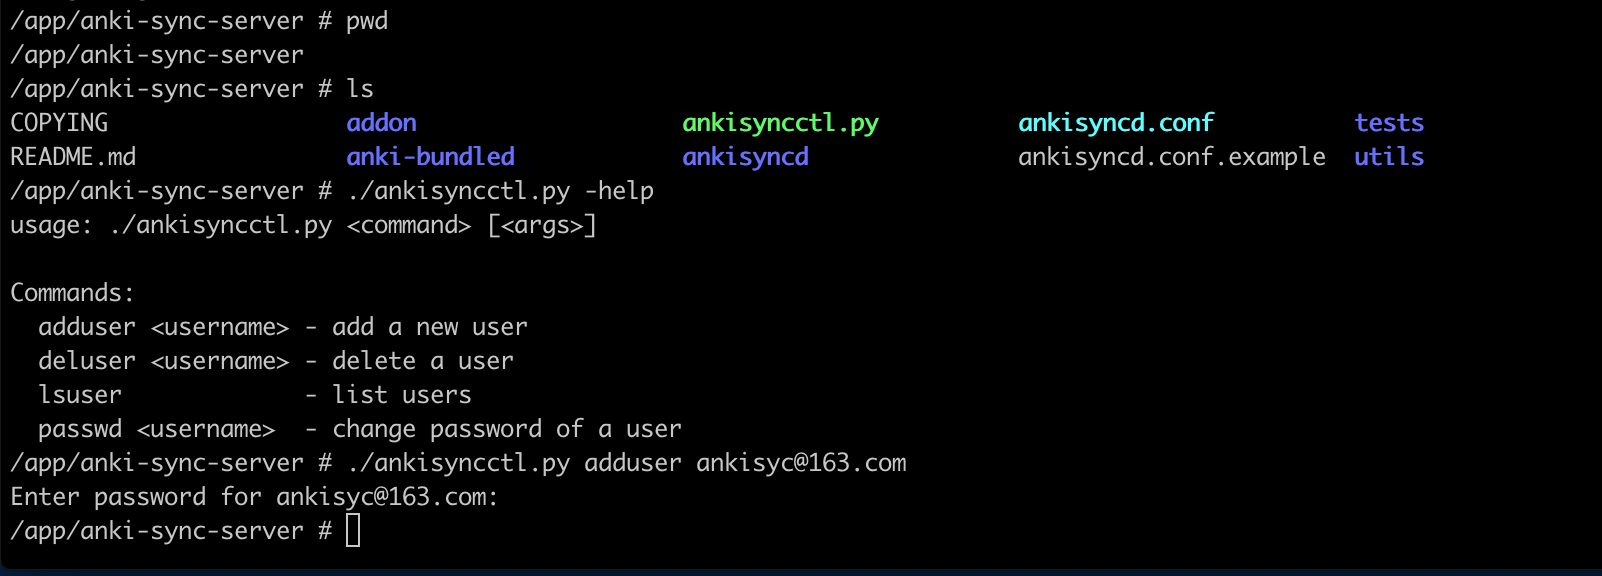 /app/anki-sync-server # pwd
/app/anki-sync-server
/app/anki-sync-server # ls
COPYING addon ankisyncctl.py ankisyncd.conf tests
README.md anki-bundled ankisyncd ankisyncd.conf.example utils
/app/anki-sync-server # ./ankisyncctl.py -help
usage: ./ankisyncctl.py <command> [<args>]
Commands:
adduser <username> - add a new user
deluser <username> - delete a user
lsuser - list users
passwd <username> - change password of a user
/app/anki-sync-server # ./ankisyncctl.py adduser ankisyc@163.com
Enter password for ankisyc@163.com:
/app/anki-sync-server #